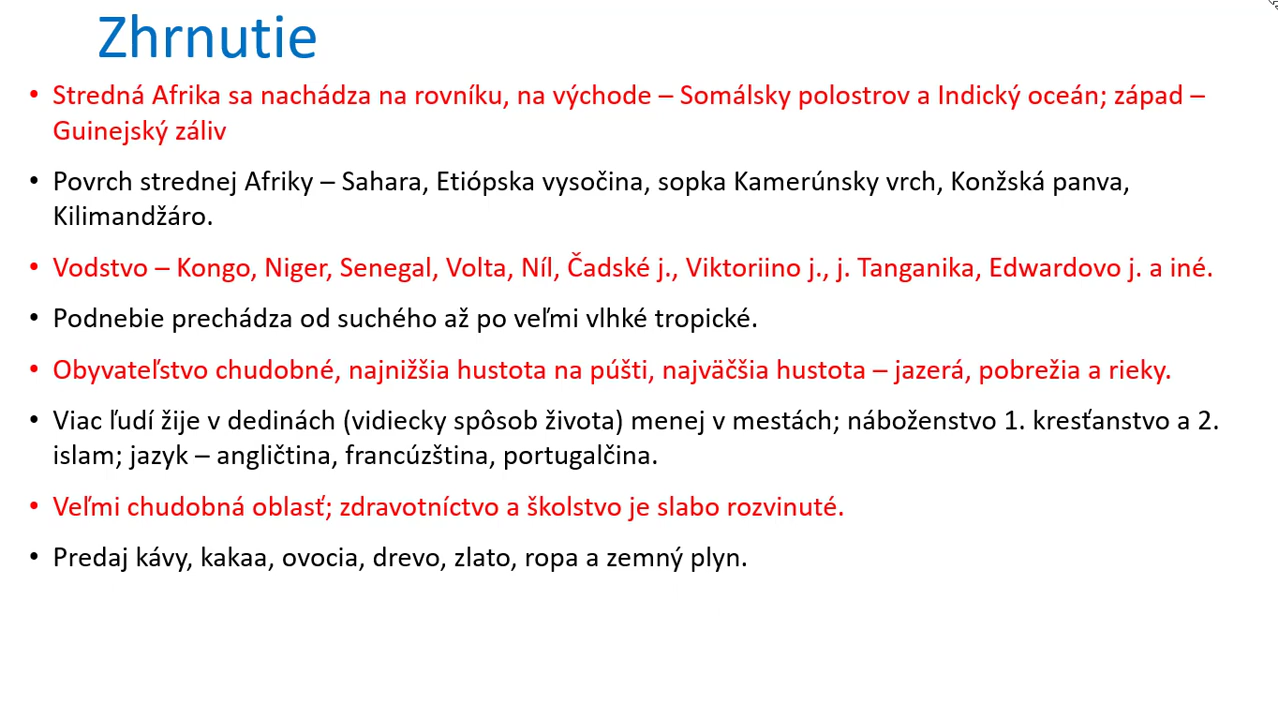 Zhrnutie
• Stredná Afrika sa nachádza na rovníku, na východe – Somálsky polostrov a Indický oceán; západ –
Guinejský záliv
• Povrch strednej Afriky – Sahara, Etiópska vysočina, sopka Kamerúnsky vrch, Konžská panva,
Kilimandžáro.
• Vodstvo – Kongo, Niger, Senegal, Volta, Níl, Čadské j., Viktoriino j., j. Tanganika, Edwardovo j. a iné.
• Podnebie prechádza od suchého až po veľmi vlhké tropické.
• Obyvateľstvo chudobné, najnižšia hustota na púšti, najväčšia hustota – jazerá, pobrežia a rieky.
• Viac ľudí žije v dedinách (vidiecky spôsob života) menej v mestách; náboženstvo 1. kresťanstvo a 2.
islam; jazyk – angličtina, francúzština, portugalčina.
• Veľmi chudobná oblasť; zdravotníctvo a školstvo je slabo rozvinuté.
• Predaj kávy, kakaa, ovocia, drevo, zlato, ropa a zemný plyn.